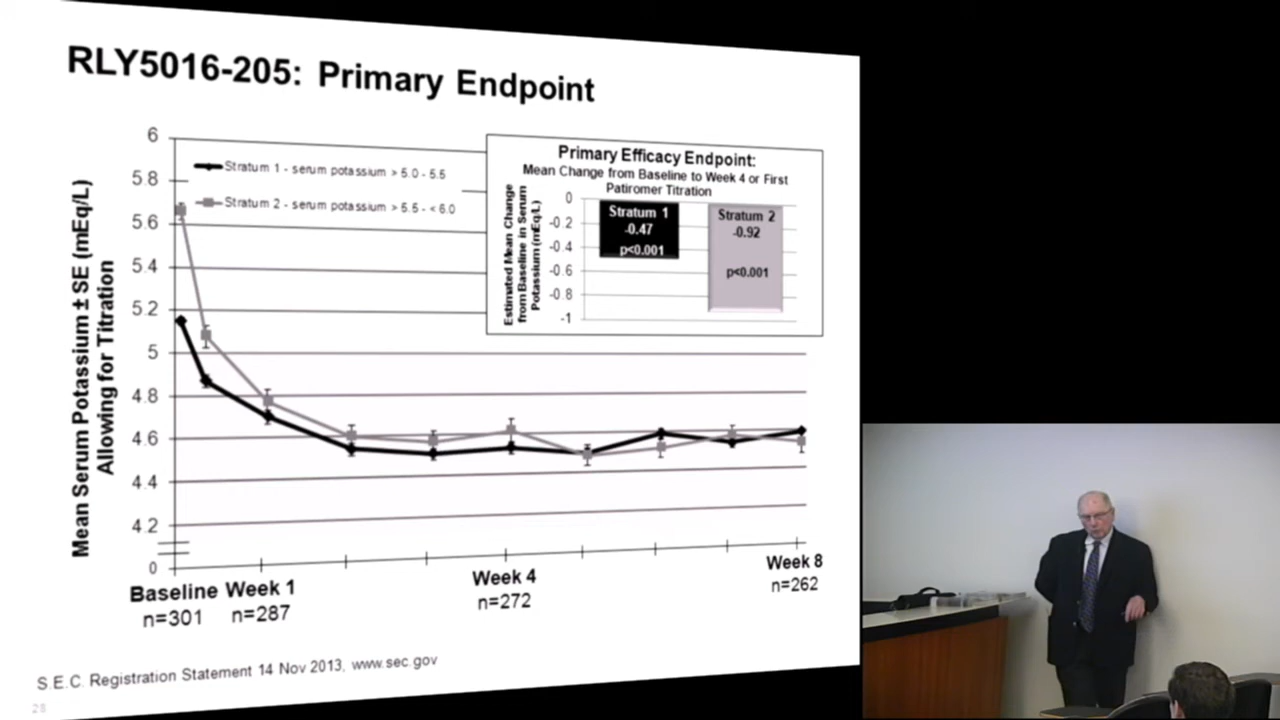 RLY5016-205: Primary Endpoint
Mean Serum Potassium ± SE (mEq/L)
Allowing for Titration
6
5.8
5.6
5.4
5.2
5
4.8
4.6
4.4
4.2
0
Stratum 1 - serum potassium > 5.0 - 5.5
Stratum 2 - serum potassium > 5.5 - < 6.0
Primary Efficacy Endpoint:
Mean Change from Baseline to Week 4 or First
Patiromer Titration
Estimated Mean Change
from Baseline in Serum
Potassium (mEq/L)
0
-0.2
-0.4
-0.6
-0.8
-1
Stratum 1
-0.47
p<0.001
Stratum 2
-0.92
p<0.001
Baseline Week 1
n=301 n=287
Week 4
n=272
Week 8
n=262
S.E.C. Registration Statement 14 Nov 2013, www.sec.gov
28